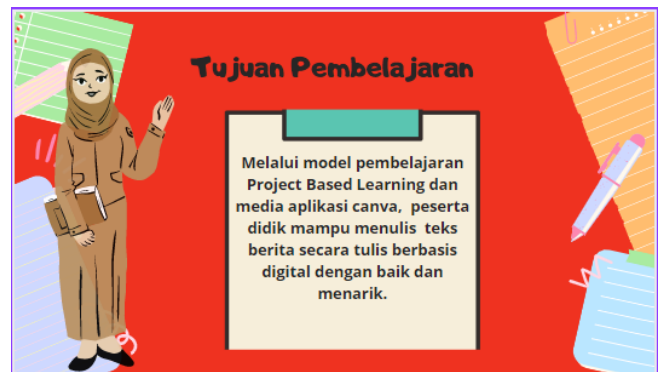 Tujuan Pembelajaran
Melalui model pembelajaran
Project Based Learning dan
media aplikasi canva, peserta
didik mampu menulis teks
berita secara tulis berbasis
digital dengan baik dan
menarik.